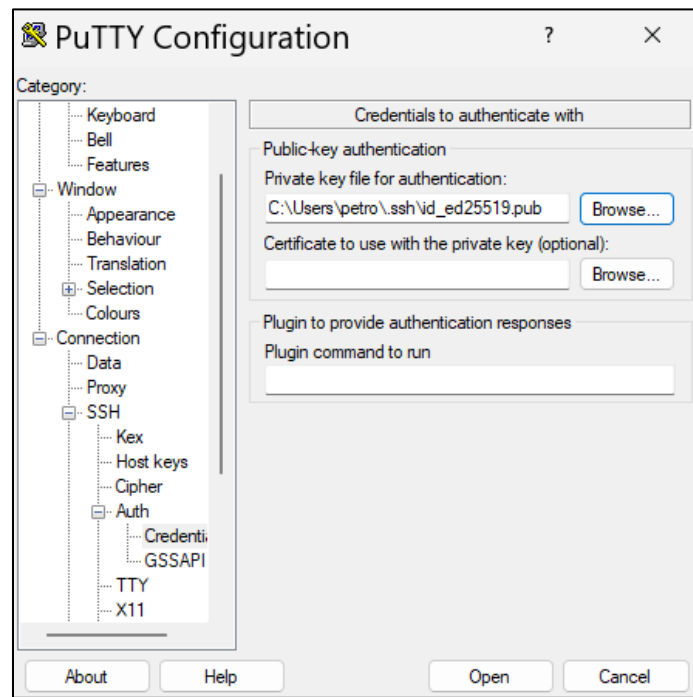 PuTTY Configuration
?
×
Category:
Keyboard
Bell
Features
Window
Appearance
Behaviour
Translation
Selection
Colours
Connection
Data
Proxy
SSH
Kex
Host keys
Cipher
Auth
Credentia
GSSAPI
TTY
X11
Credentials to authenticate with
Public-key authentication
Private key file for authentication:
C:\Users\petro\.ssh\id_ed25519.pub
Browse...
Certificate to use with the private key (optional):
Browse...
Plugin to provide authentication responses
Plugin command to run
About
Help
Open
Cancel